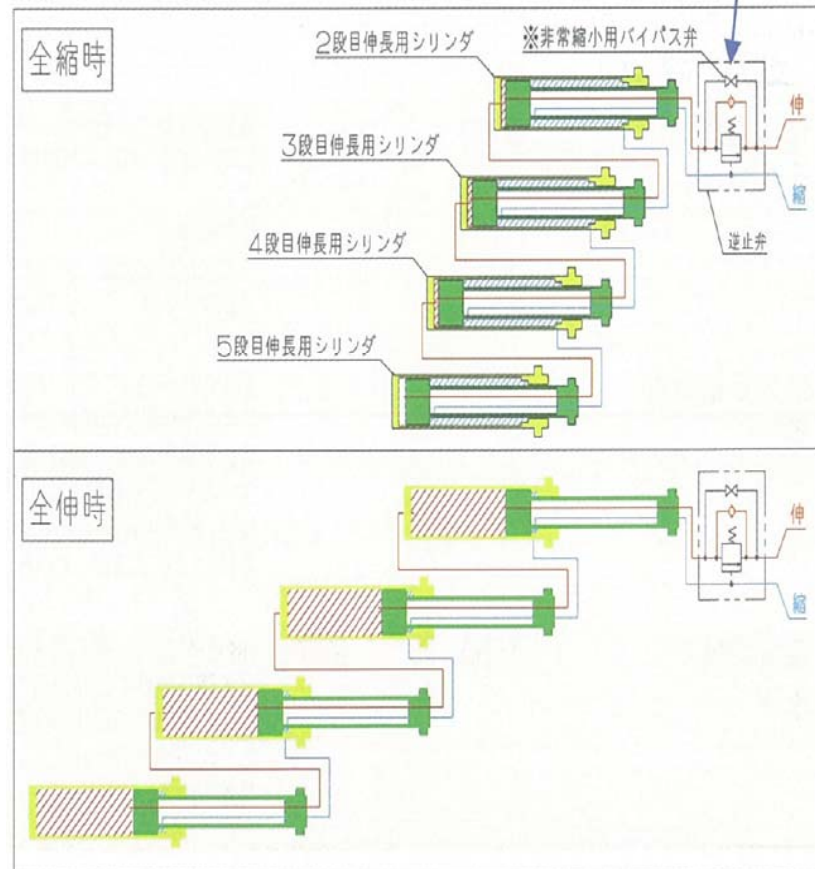 全縮時
2段目伸長用シリンダ
※非常縮小用バイパス弁
伸
3段目伸長用シリンダ
縮
逆止弁
4段目伸長用シリンダ
5段目伸長用シリンダ
全伸時
伸
縮